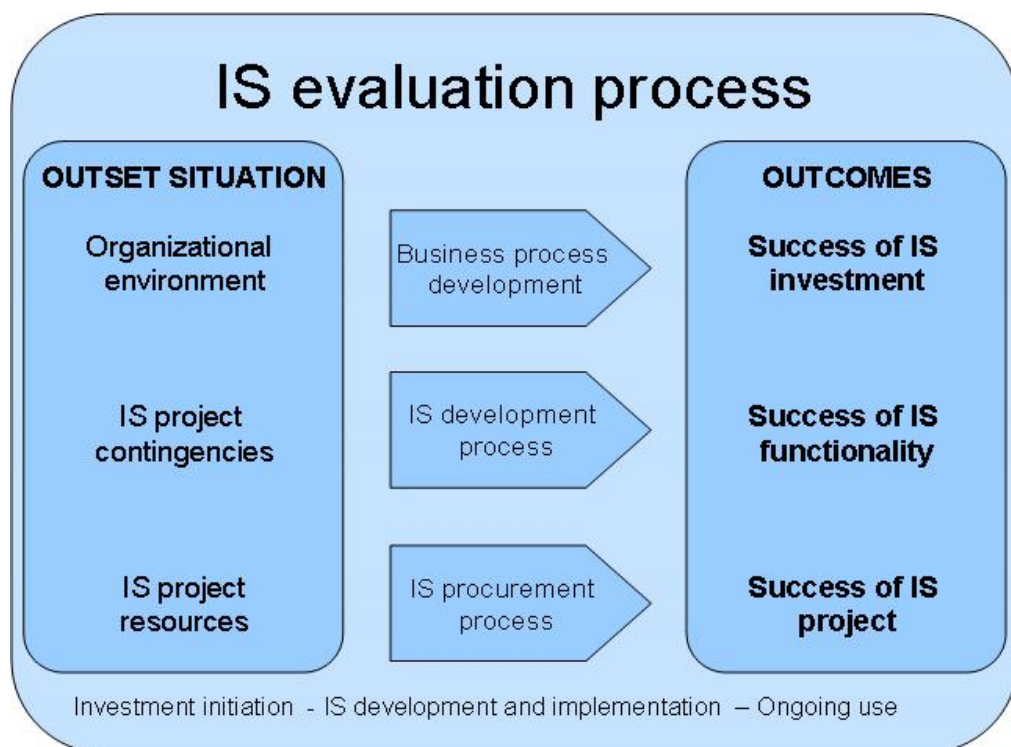 IS evaluation process
OUTSET SITUATION
Organizational
environment
IS project
contingencies
IS project
resources
Business process
development
IS development
process
IS procurement
process
OUTCOMES
Success of IS
investment
Success of IS
functionality
Success of IS
project
Investment initiation - IS development and implementation – Ongoing use